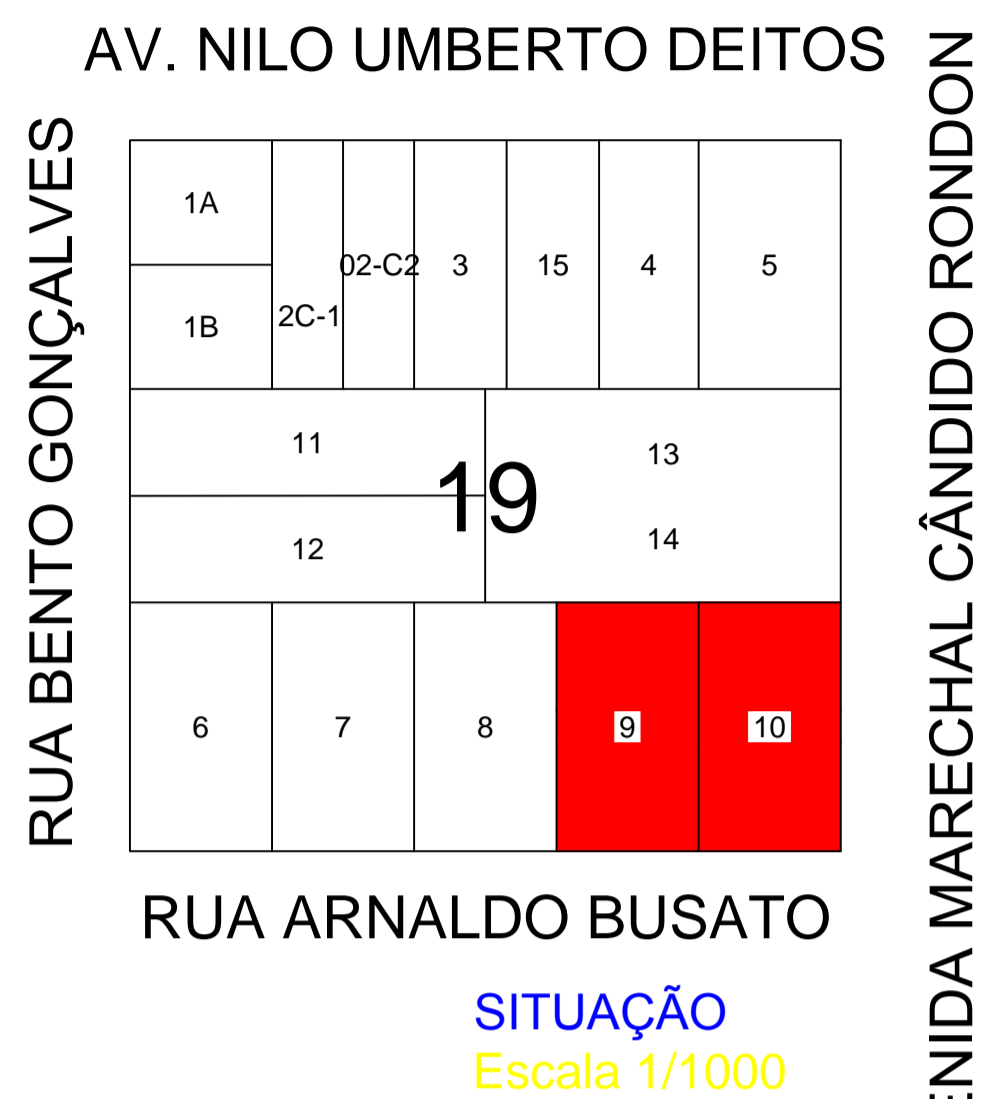 AV. NILO UMBERTO DEITOS
RUA BENTO GONÇALVES
ENIDA MARECHAL CÂNDIDO RONDON
1A
1B
2C-1
02-C2
3
15
4
5
11
12
19
13
14
6
7
8
9
10
RUA ARNALDO BUSATO
SITUAÇÃO
Escala 1/1000